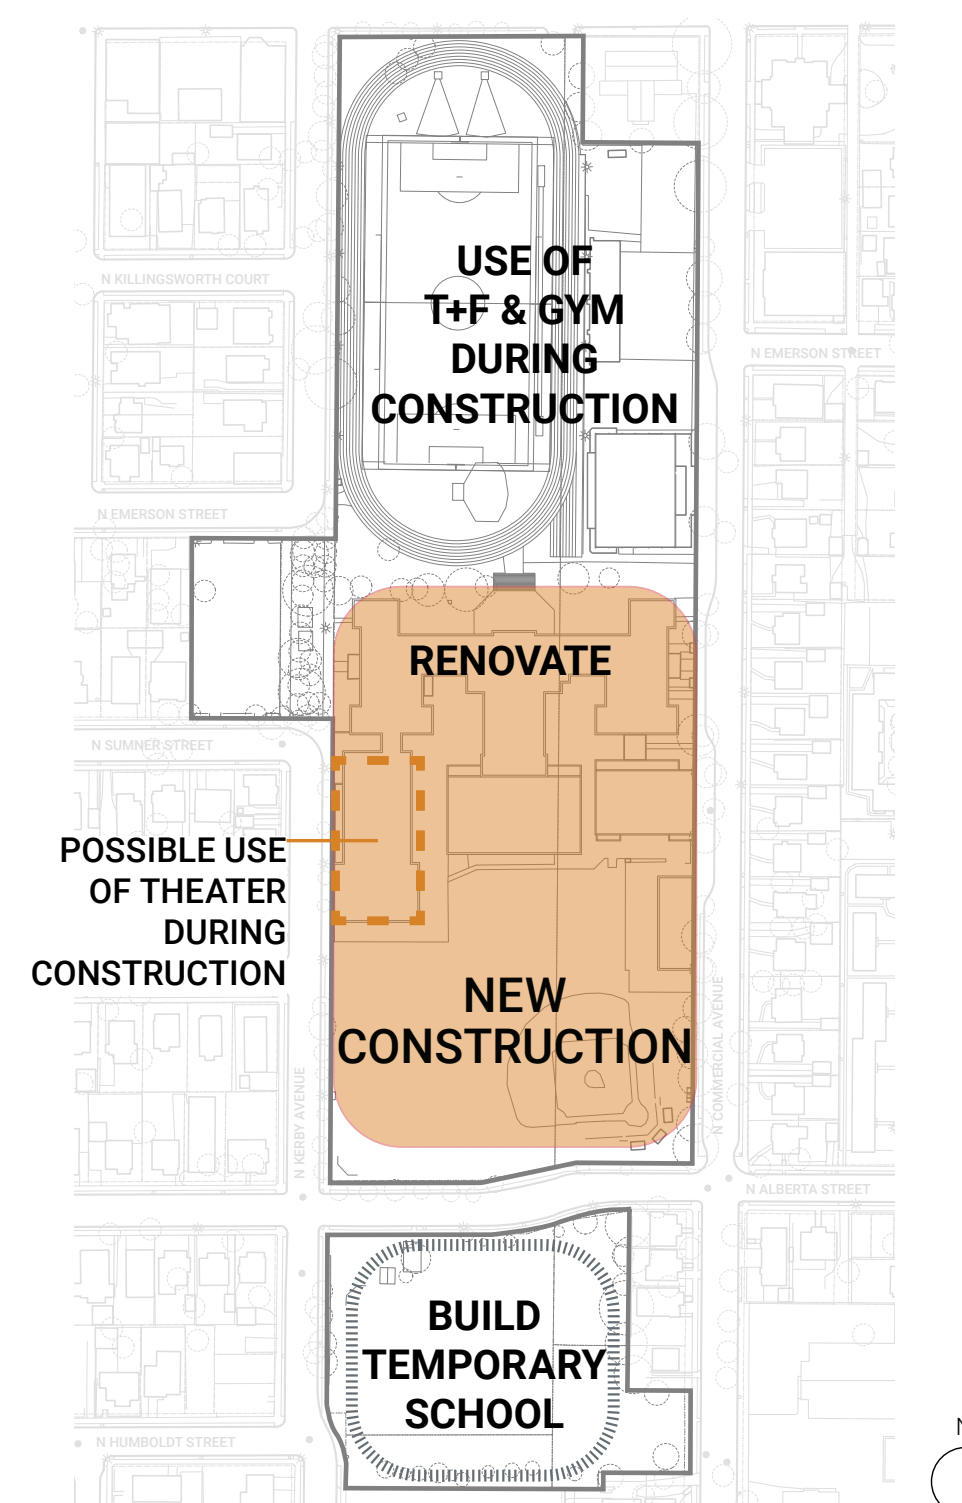 N KILLINGSWORTH COURT
USE OF
T+F & GYM
DURING
CONSTRUCTION
N EMERSON STREET
N EMERSON STREET
RENOVATE
N SUMNER STREET
POSSIBLE USE
OF THEATER
DURING
CONSTRUCTION
NEW
CONSTRUCTION
N COMMERCIAL AVENUE
N KERBY AVENUE
N ALBERTA STREET
BUILD
TEMPORARY
SCHOOL
N HUMBOLDT STREET
N